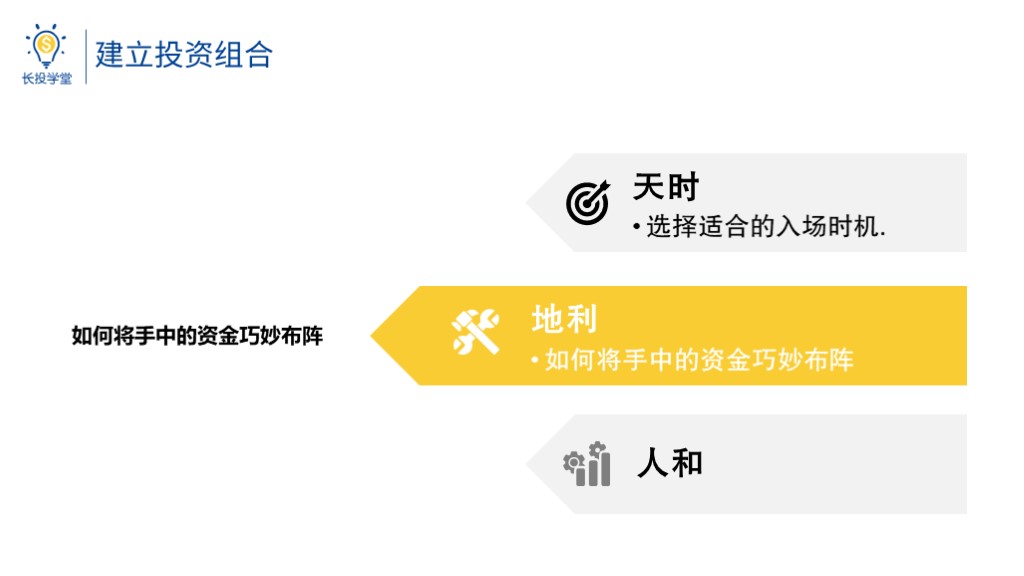 长投学堂
建立投资组合
天时
• 选择适合的入场时机.
如何将手中的资金巧妙布阵
地利
• 如何将手中的资金巧妙布阵
人和